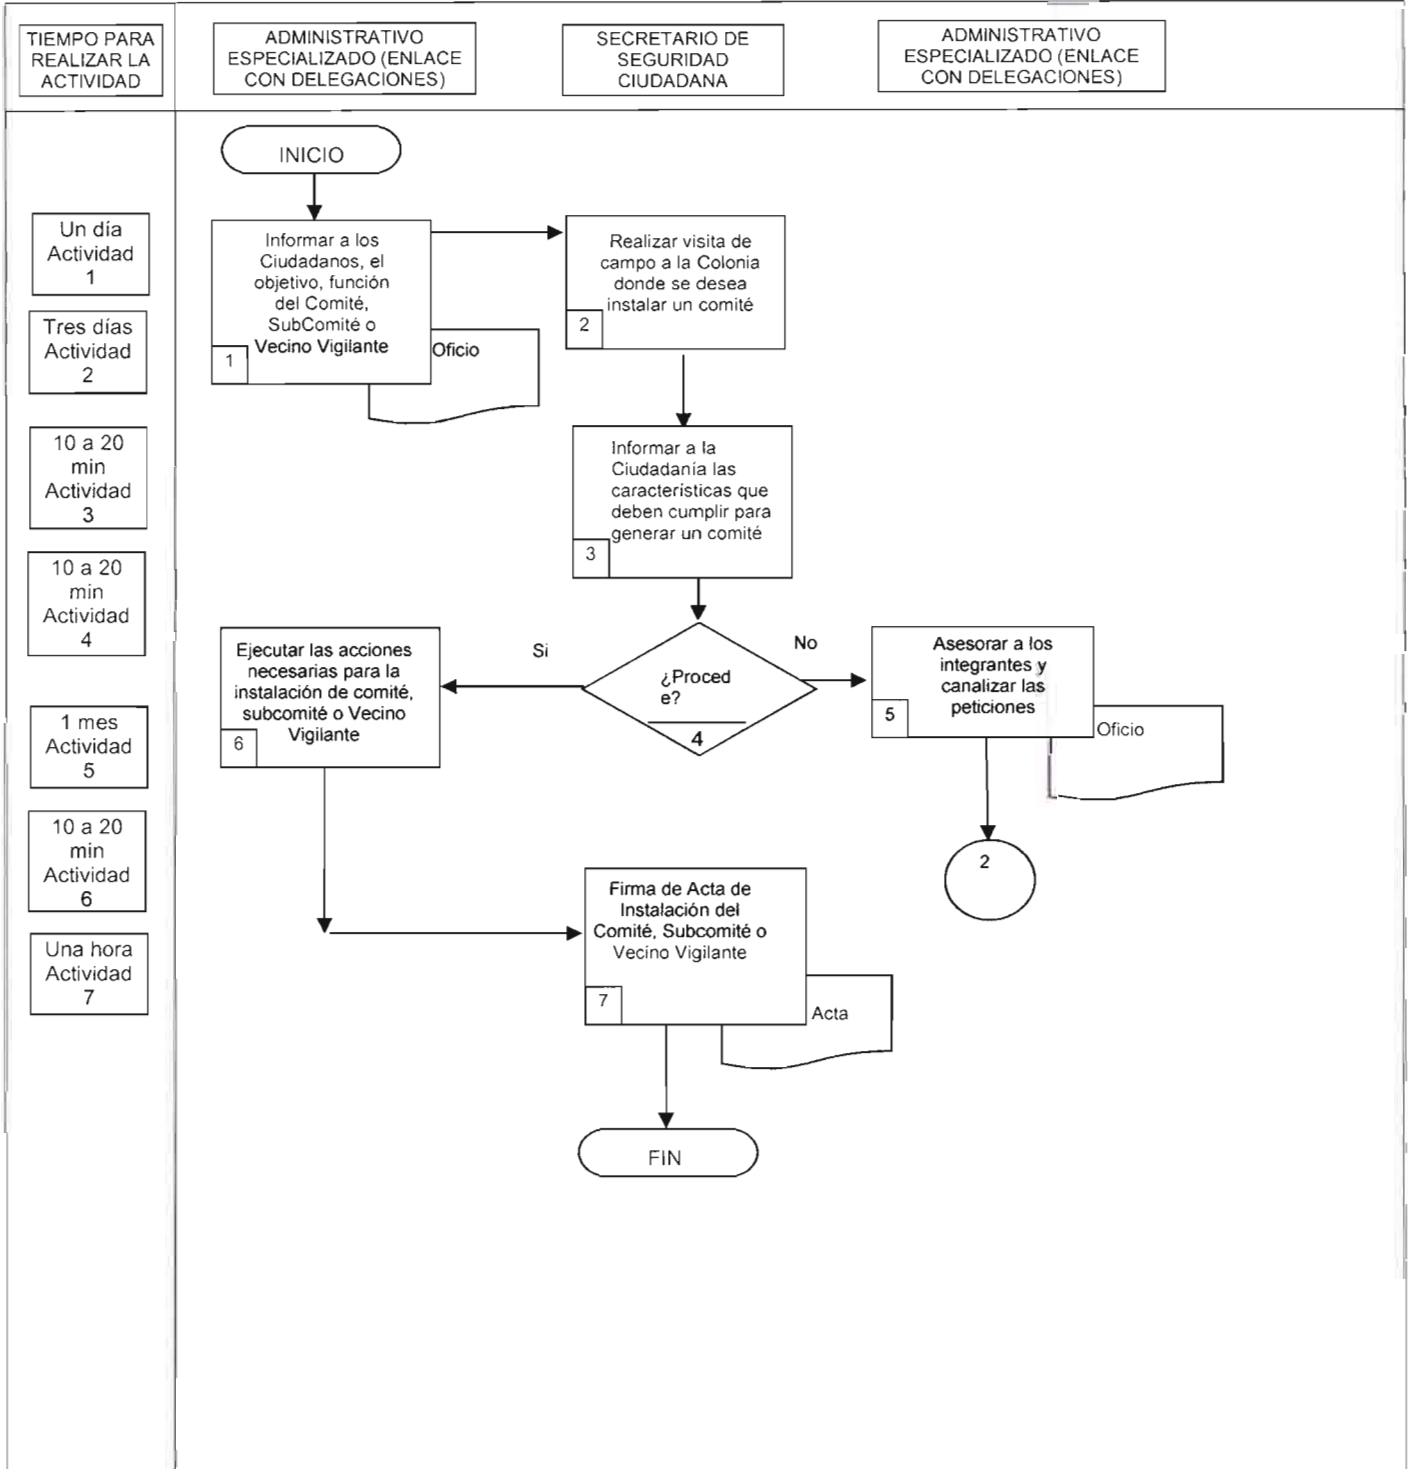 TIEMPO PARA
REALIZAR LA
ACTIVIDAD
ADMINISTRATIVO
ESPECIALIZADO (ENLACE
CON DELEGACIONES)
SECRETARIO DE
SEGURIDAD
CIUDADANA
ADMINISTRATIVO
ESPECIALIZADO (ENLACE
CON DELEGACIONES)
INICIO
Un día
Actividad
1
Tres días
Actividad
2
10 a 20
min
Actividad
3
10 a 20
min
Actividad
4
1 mes
Actividad
5
10 a 20
min
Actividad
6
Una hora
Actividad
7
Informar a los
Ciudadanos, el
objetivo, función
del Comité,
SubComité o
Vecino Vigilante
1
Oficio
Realizar visita de
campo a la Colonia
donde se desea
instalar un comité
2
Informar a la
Ciudadanía las
características que
deben cumplir para
generar un comité
3
¿Proced
e?
4
Si
No
Asesorar a los
integrantes y
canalizar las
peticiones
5
Oficio
2
Ejecutar las acciones
necesarias para la
instalación de comité,
subcomité o Vecino
Vigilante
6
Firma de Acta de
Instalación del
Comité, Subcomité o
Vecino Vigilante
7
Acta
FIN